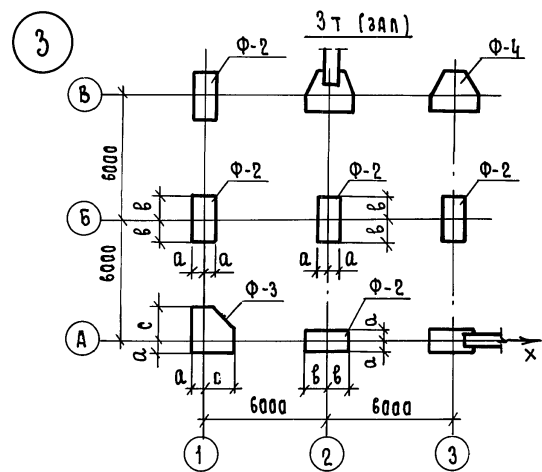 3
3т (зап)
Ф-2
Ф-4
В
6000
Ф-2
Ф-2
Ф-2
в
в
Б
в
в
а
а
а
а
6000
Ф-3
Ф-2
с
а
А
а
а
х
а
с
в
в
6000
6000
1
2
3